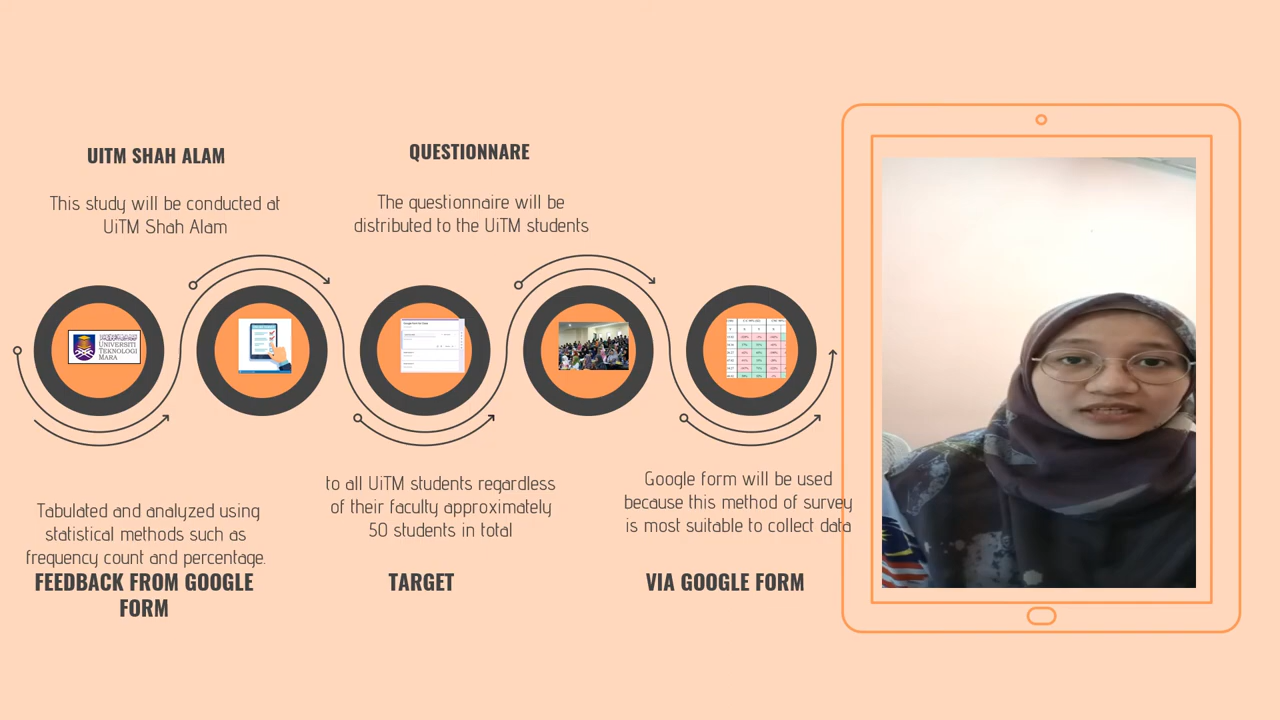 UITM SHAH ALAM
This study will be conducted at
UiTM Shah Alam
QUESTIONNARE
The questionnaire will be
distributed to the UiTM students
UNIVERSITI
TEKNOLOGI
MARA
Tabulated and analyzed using
statistical methods such as
frequency count and percentage.
FEEDBACK FROM GOOGLE
FORM
to all UiTM students regardless
of their faculty approximately
50 students in total
TARGET
Google form will be used
because this method of survey
is most suitable to collect data
VIA GOOGLE FORM